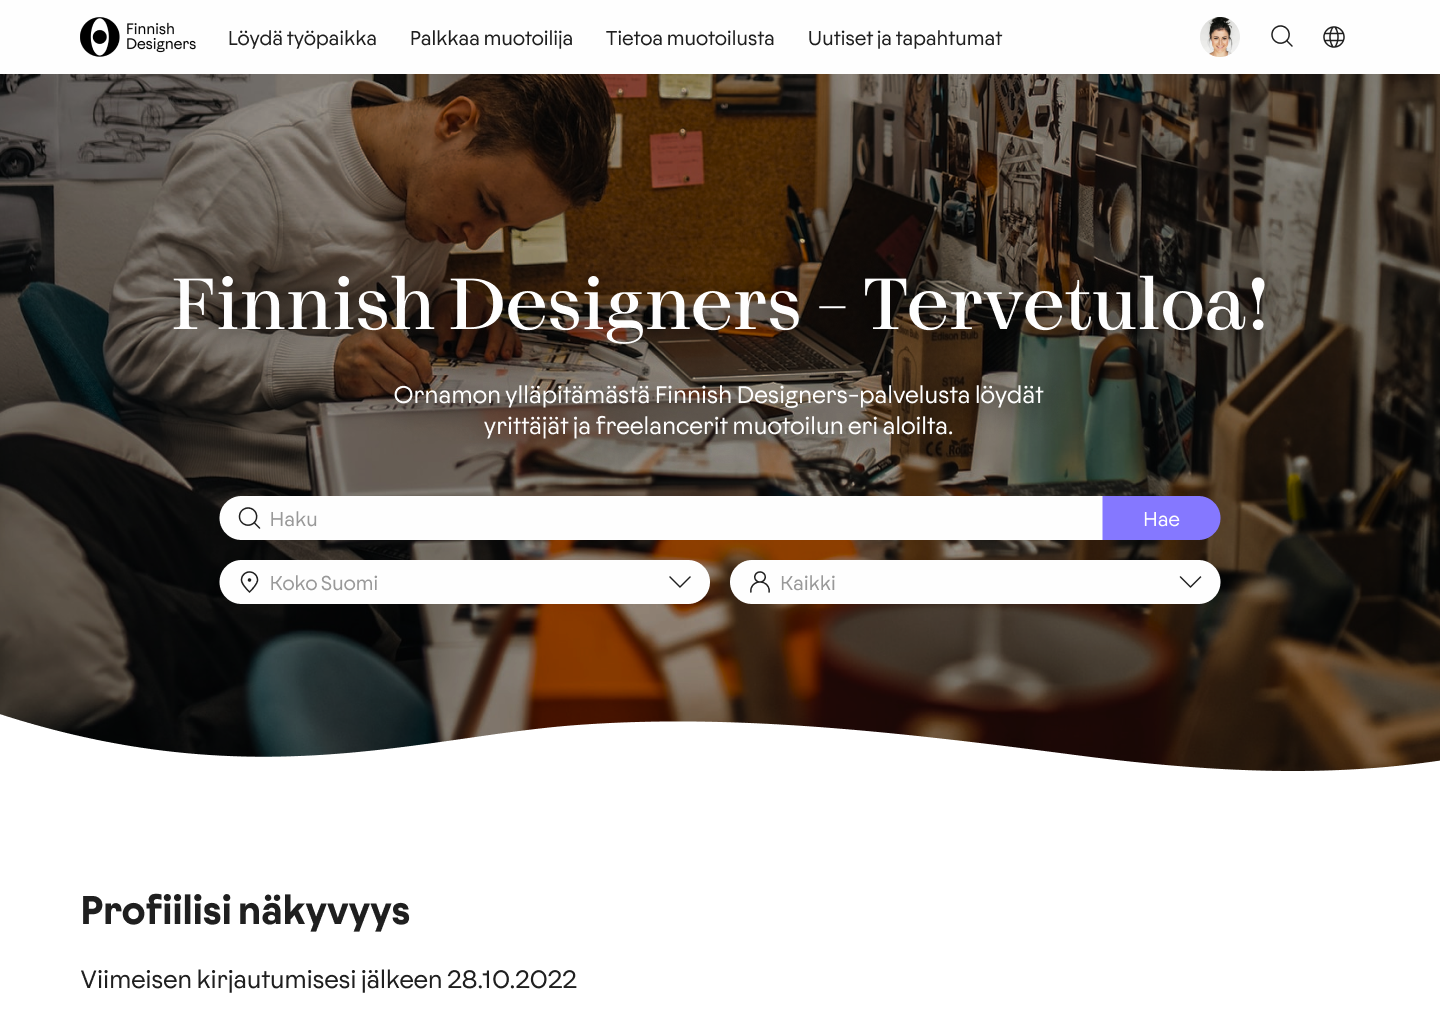 Finnish
Designers
Löydä työpaikka
Palkkaa muotoilija
Tietoa muotoilusta
Uutiset ja tapahtumat
Finnish Designers – Tervetuloa!
Ornamon ylläpitämästä Finnish Designers-palvelusta löydät
yrittäjät ja freelancerit muotoilun eri aloilta.
Haku
Hae
Koko Suomi
Kaikki
Profiilisi näkyvyys
Viimeisen kirjautumisesi jälkeen 28.10.2022